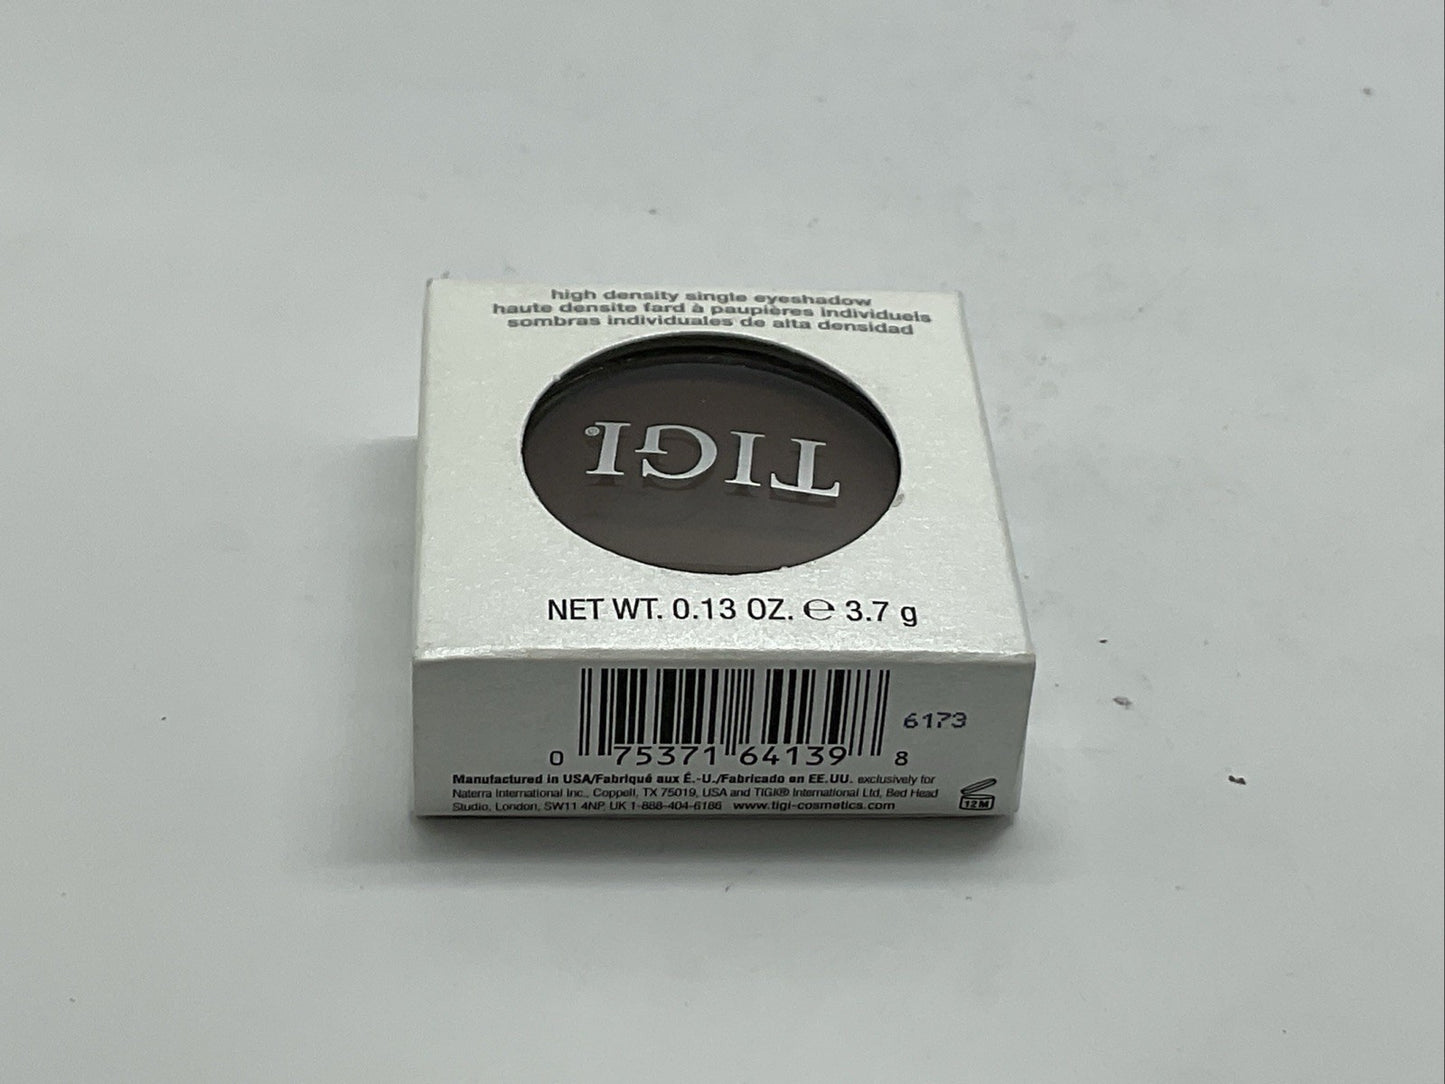 high density single eyeshadow
haute densite fard à paupières individuels
sombras individuales de alta densidad
TIGI®
NET WT. 0.13 OZ. ℮ 3.7 g
6173
0 75371 64139 8
Manufactured in USA/Fabriqué aux É.-U./Fabricado en EE.UU. exclusively for
Naterra International Inc., Coppell, TX 75019, USA and TIGI® International Ltd, Bed Head
Studio, London, SW11 4NP, UK 1-888-404-6186 www.tigi-cosmetics.com
12M